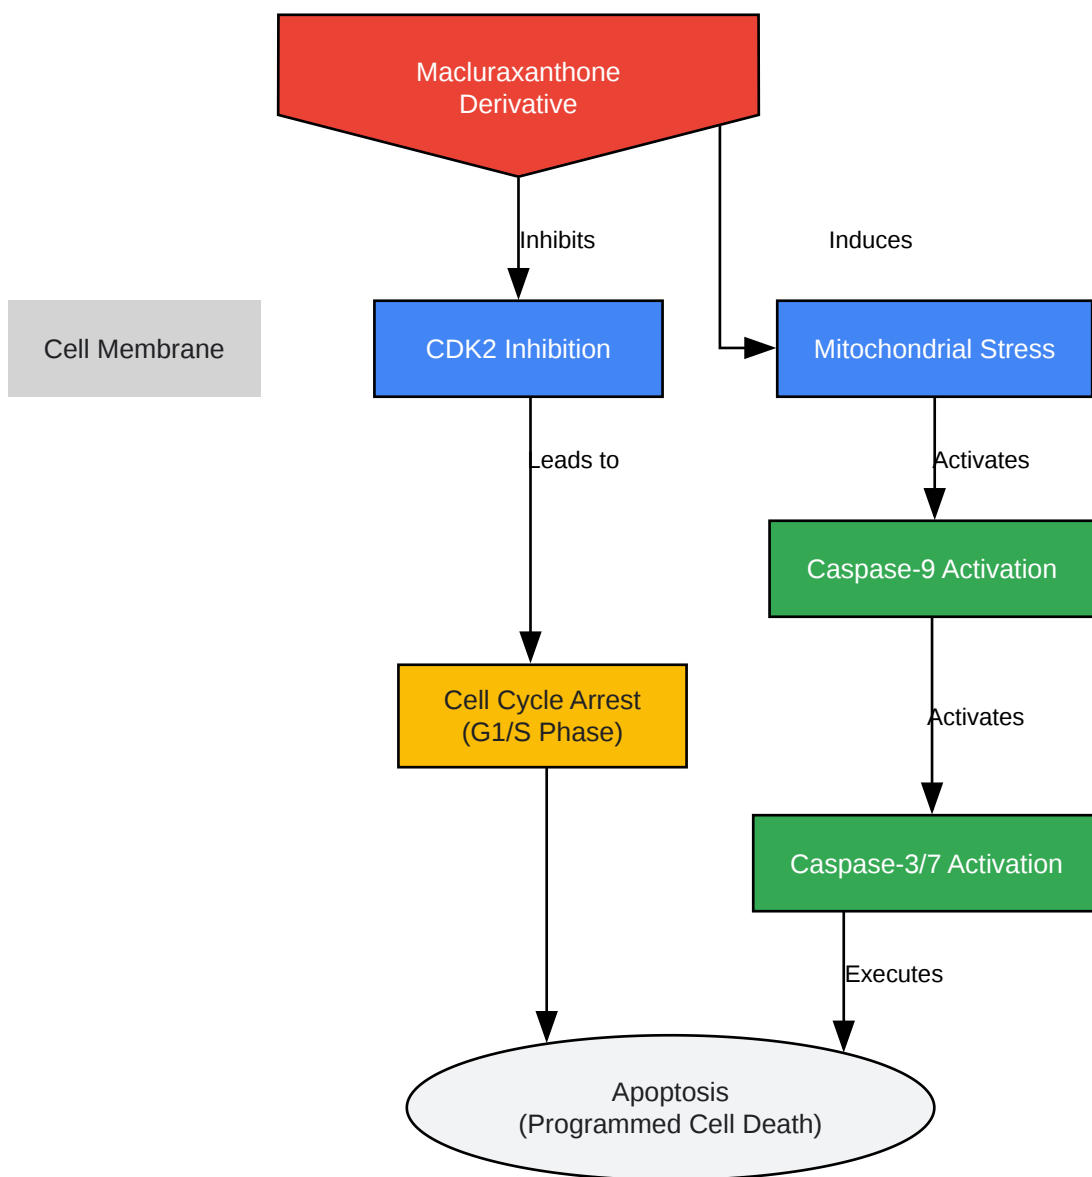 Macluraxanthone
Derivative
Inhibits
Induces
Cell Membrane
CDK2 Inhibition
Mitochondrial Stress
Leads to
Activates
Caspase-9 Activation
Cell Cycle Arrest
(G1/S Phase)
Activates
Caspase-3/7 Activation
Executes
Apoptosis
(Programmed Cell Death)